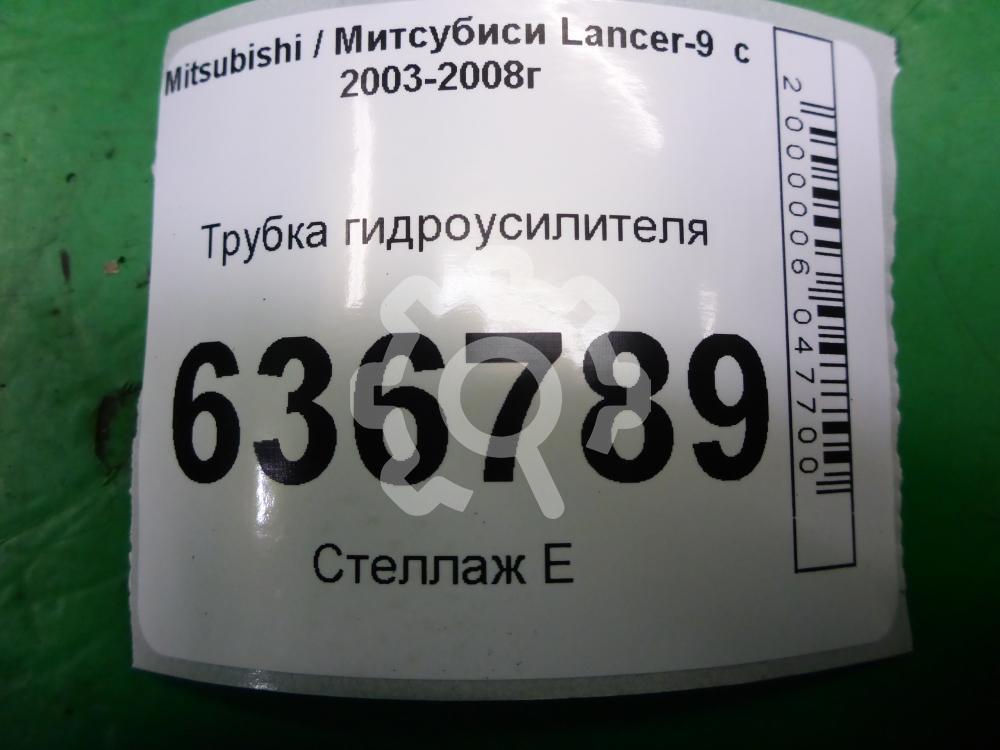 Mitsubishi / Митсубиси Lancer-9 с
2003-2008г
Трубка гидроусилителя
636789
Стеллаж Е
2000006047700